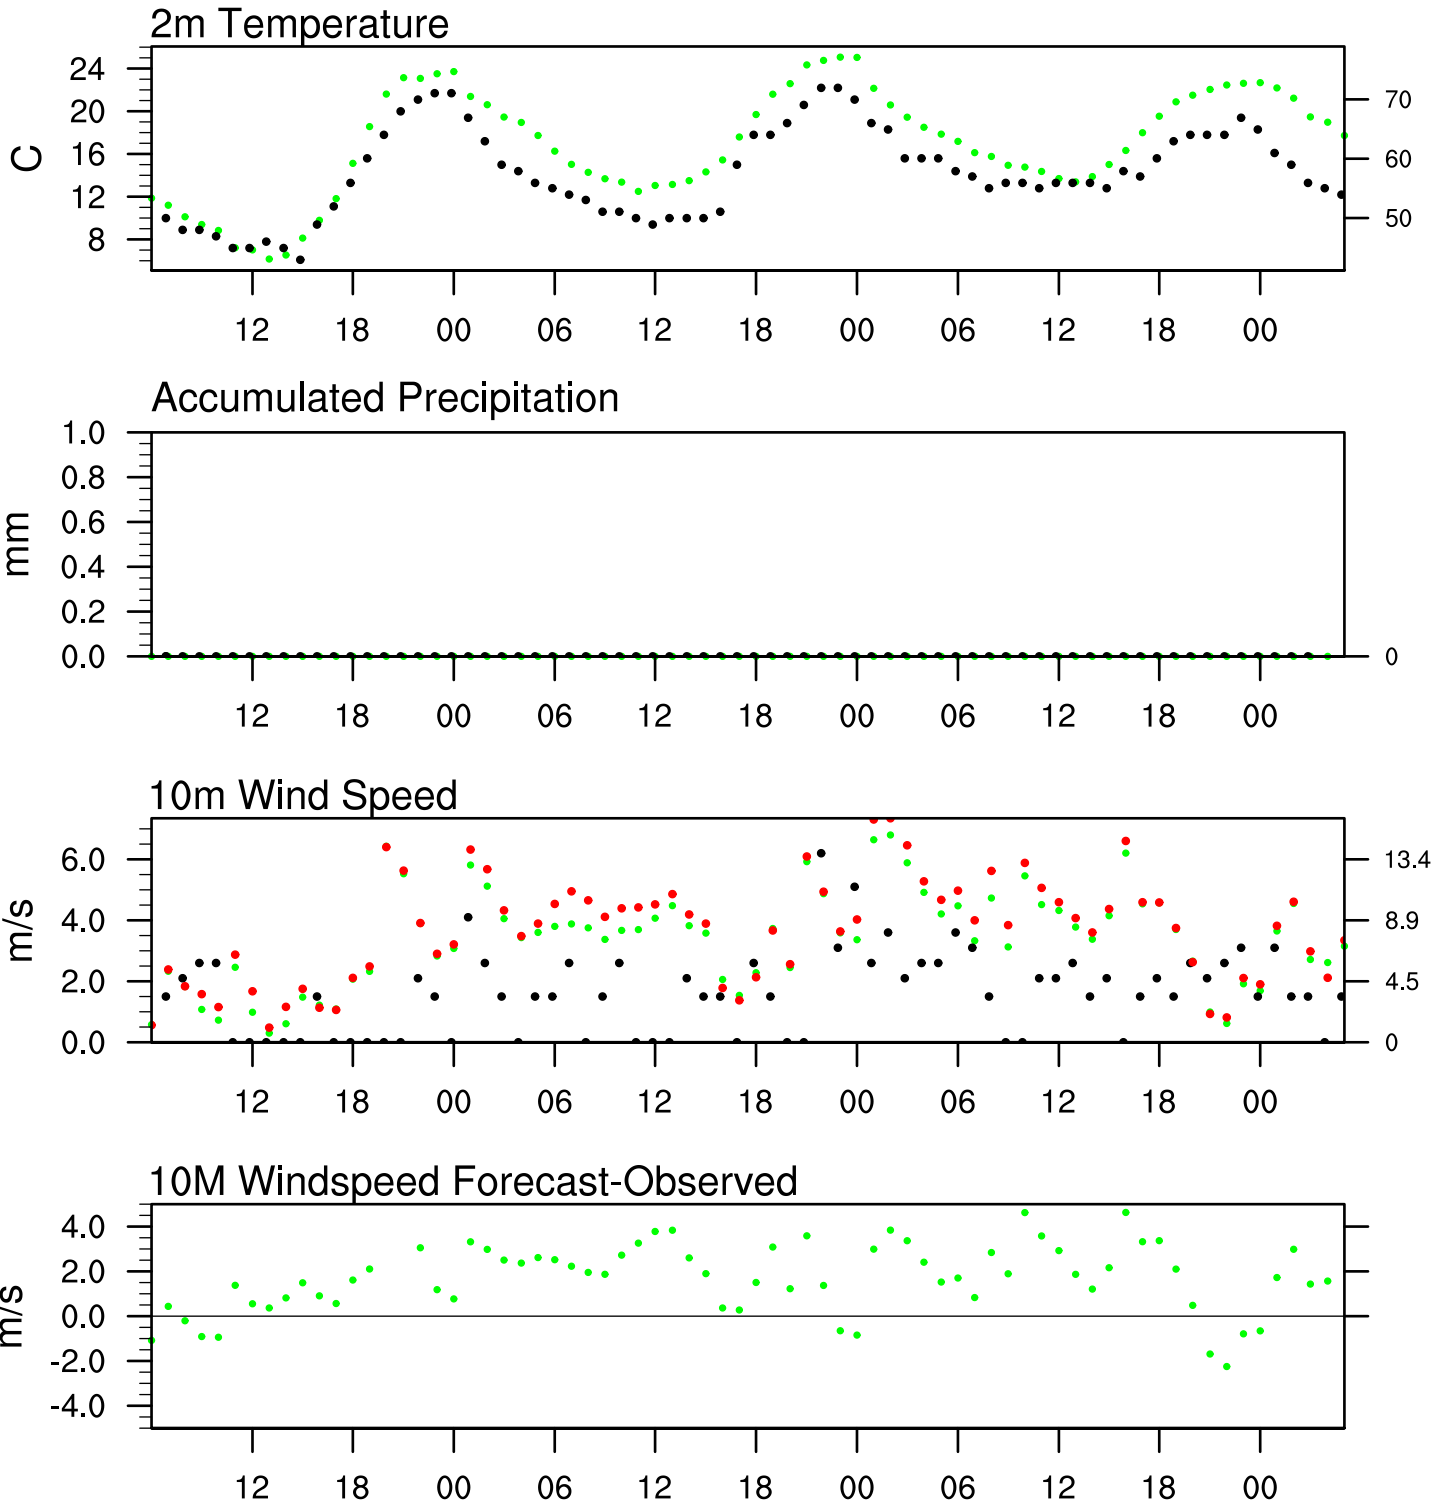 2m Temperature
24
20
16
12
8
C
70
60
50
12 18 00 06 12 18 00 06 12 18 00
Accumulated Precipitation
1.0
0.8
0.6
0.4
0.2
0.0
mm
0
12 18 00 06 12 18 00 06 12 18 00
10m Wind Speed
6.0
4.0
2.0
0.0
m/s
13.4
8.9
4.5
0
12 18 00 06 12 18 00 06 12 18 00
10M Windspeed Forecast-Observed
4.0
2.0
0.0
-2.0
-4.0
m/s
12 18 00 06 12 18 00 06 12 18 00